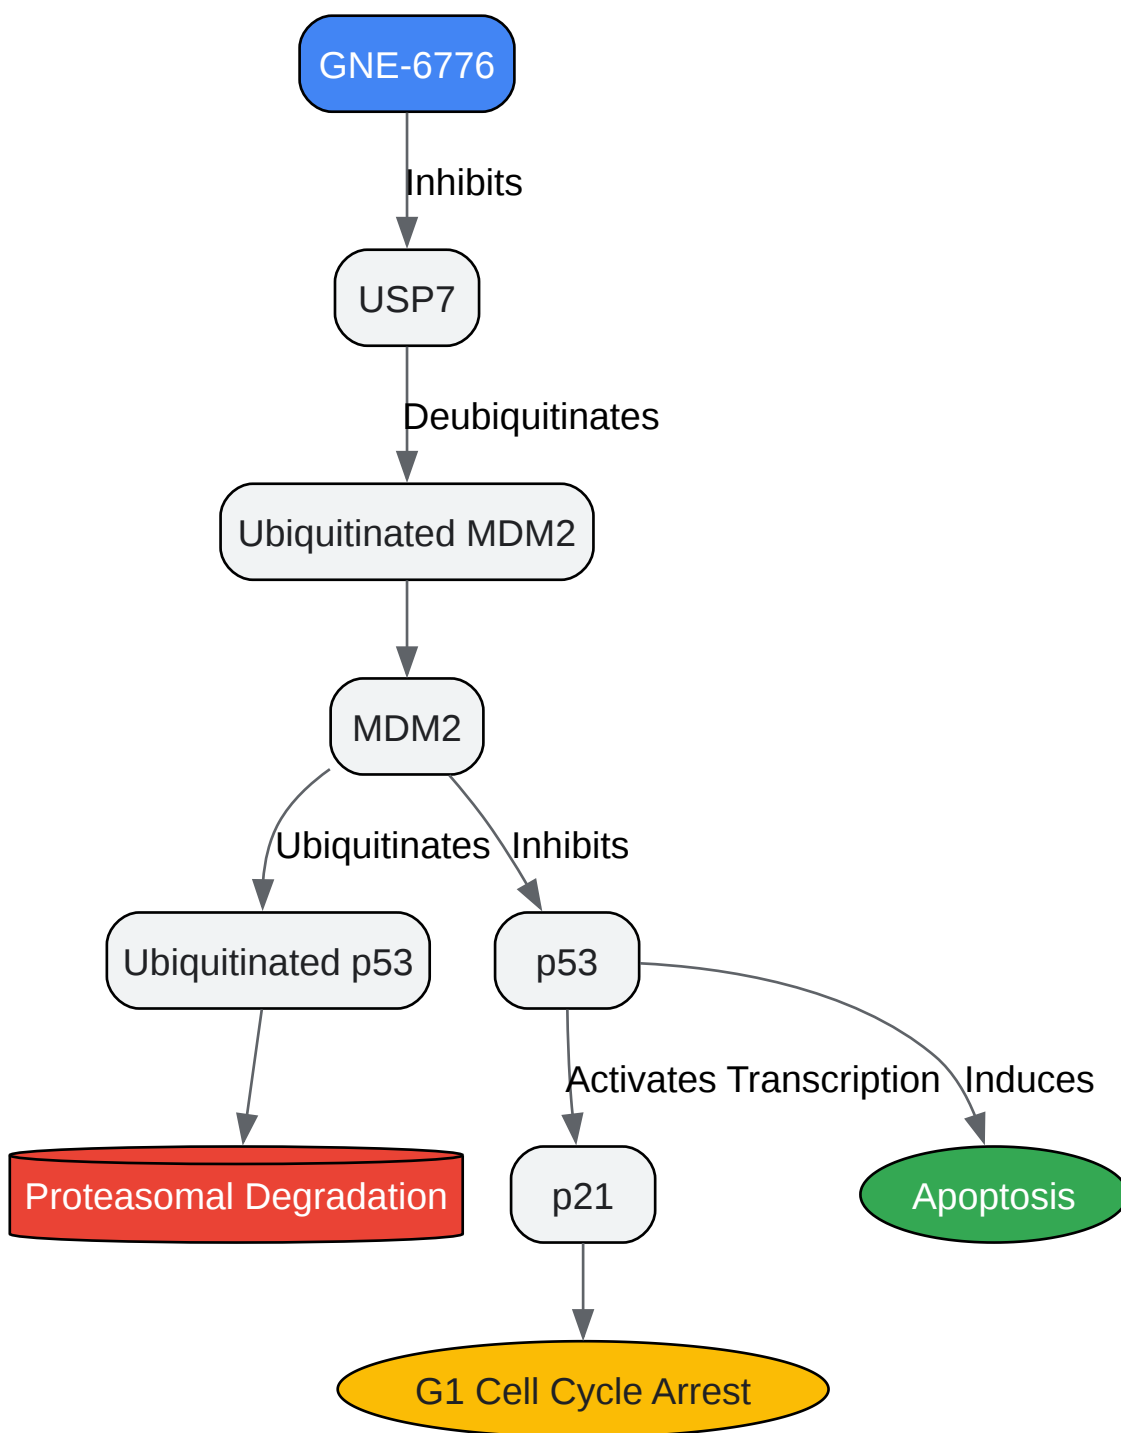 GNE-6776
Inhibits
USP7
Deubiquitinates
Ubiquitinated MDM2
MDM2
Ubiquitinates
Inhibits
Ubiquitinated p53
p53
Activates Transcription
Induces
Proteasomal Degradation
p21
Apoptosis
G1 Cell Cycle Arrest